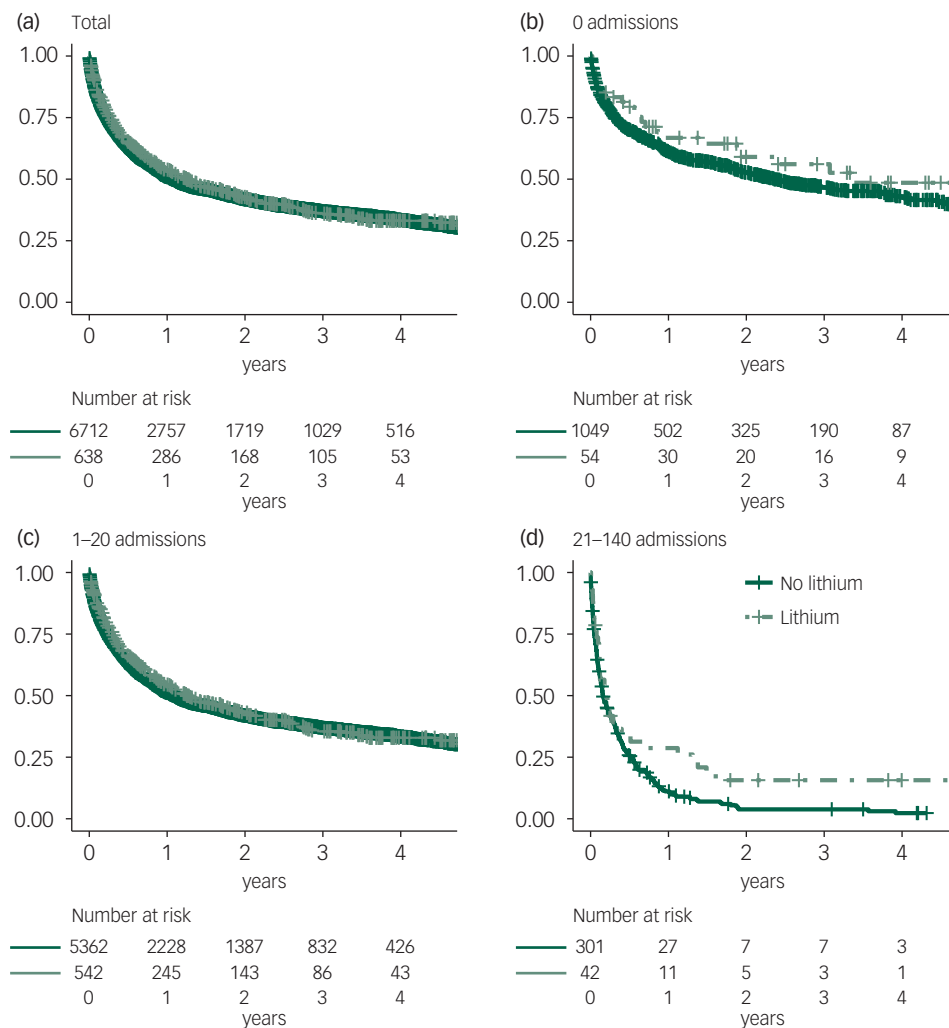 (a) Total
1.00
0.75
0.50
0.25
0.00
0 1 2 3 4
years
Number at risk
6712 2757 1719 1029 516
638 286 168 105 53
0 1 2 3 4
years
(b) 0 admissions
1.00
0.75
0.50
0.25
0.00
0 1 2 3 4
years
Number at risk
1049 502 325 190 87
54 30 20 16 9
0 1 2 3 4
years
(c) 1–20 admissions
1.00
0.75
0.50
0.25
0.00
0 1 2 3 4
years
Number at risk
5362 2228 1387 832 426
542 245 143 86 43
0 1 2 3 4
years
(d) 21–140 admissions
No lithium
Lithium
1.00
0.75
0.50
0.25
0.00
0 1 2 3 4
years
Number at risk
301 27 7 7 3
42 11 5 3 1
0 1 2 3 4
years